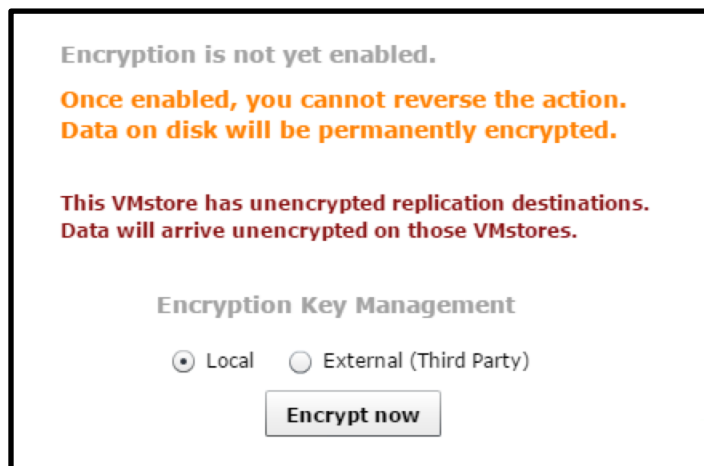 Encryption is not yet enabled.
Once enabled, you cannot reverse the action.
Data on disk will be permanently encrypted.
This VMstore has unencrypted replication destinations.
Data will arrive unencrypted on those VMstores.
Encryption Key Management
Local External (Third Party)
Encrypt now